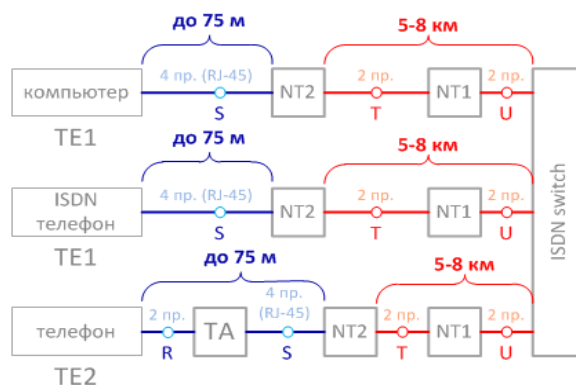 до 75 м
5-8 км
компьютер
4 пр. (RJ-45)
S
NT2
2 пр.
T
NT1
2 пр.
U
TE1
до 75 м
5-8 км
ISDN
телефон
4 пр. (RJ-45)
S
NT2
2 пр.
T
NT1
2 пр.
U
TE1
до 75 м
5-8 км
телефон
2 пр.
R
TA
4 пр.
(RJ-45)
S
NT2
2 пр.
T
NT1
2 пр.
U
TE2
ISDN switch